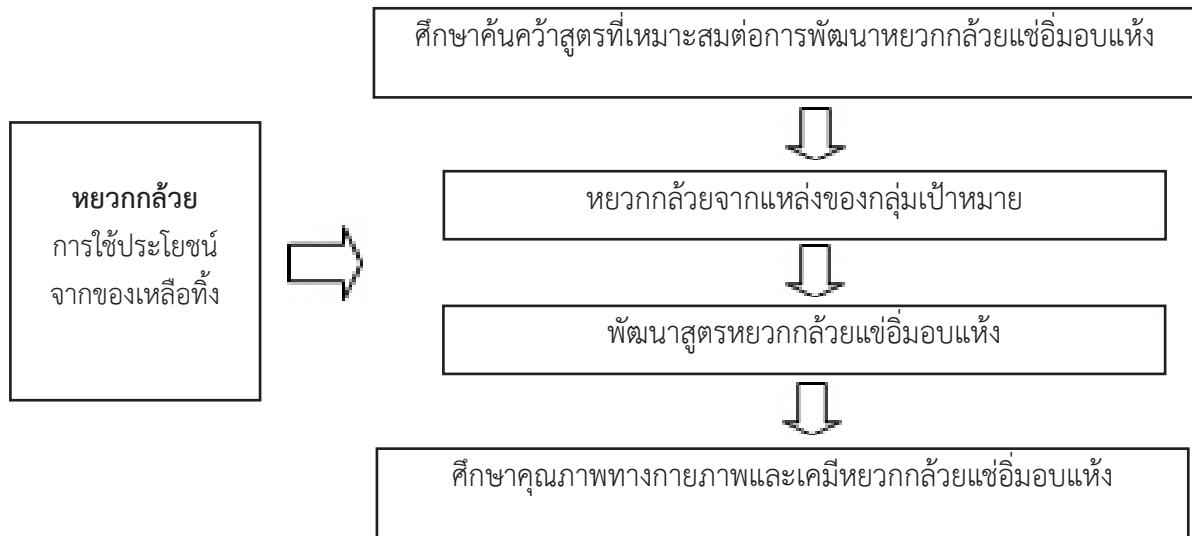 ศึกษาค้นคว้าสูตรที่เหมาะสมต่อการพัฒนาหยวกกล้วยแช่อิ่มอบแห้ง
หยวกกล้วย
การใช้ประโยชน์
จากของเหลือทิ้ง
หยวกกล้วยจากแหล่งของกลุ่มเป้าหมาย
พัฒนาสูตรหยวกกล้วยแช่อิ่มอบแห้ง
ศึกษาคุณภาพทางกายภาพและเคมีหยวกกล้วยแช่อิ่มอบแห้ง